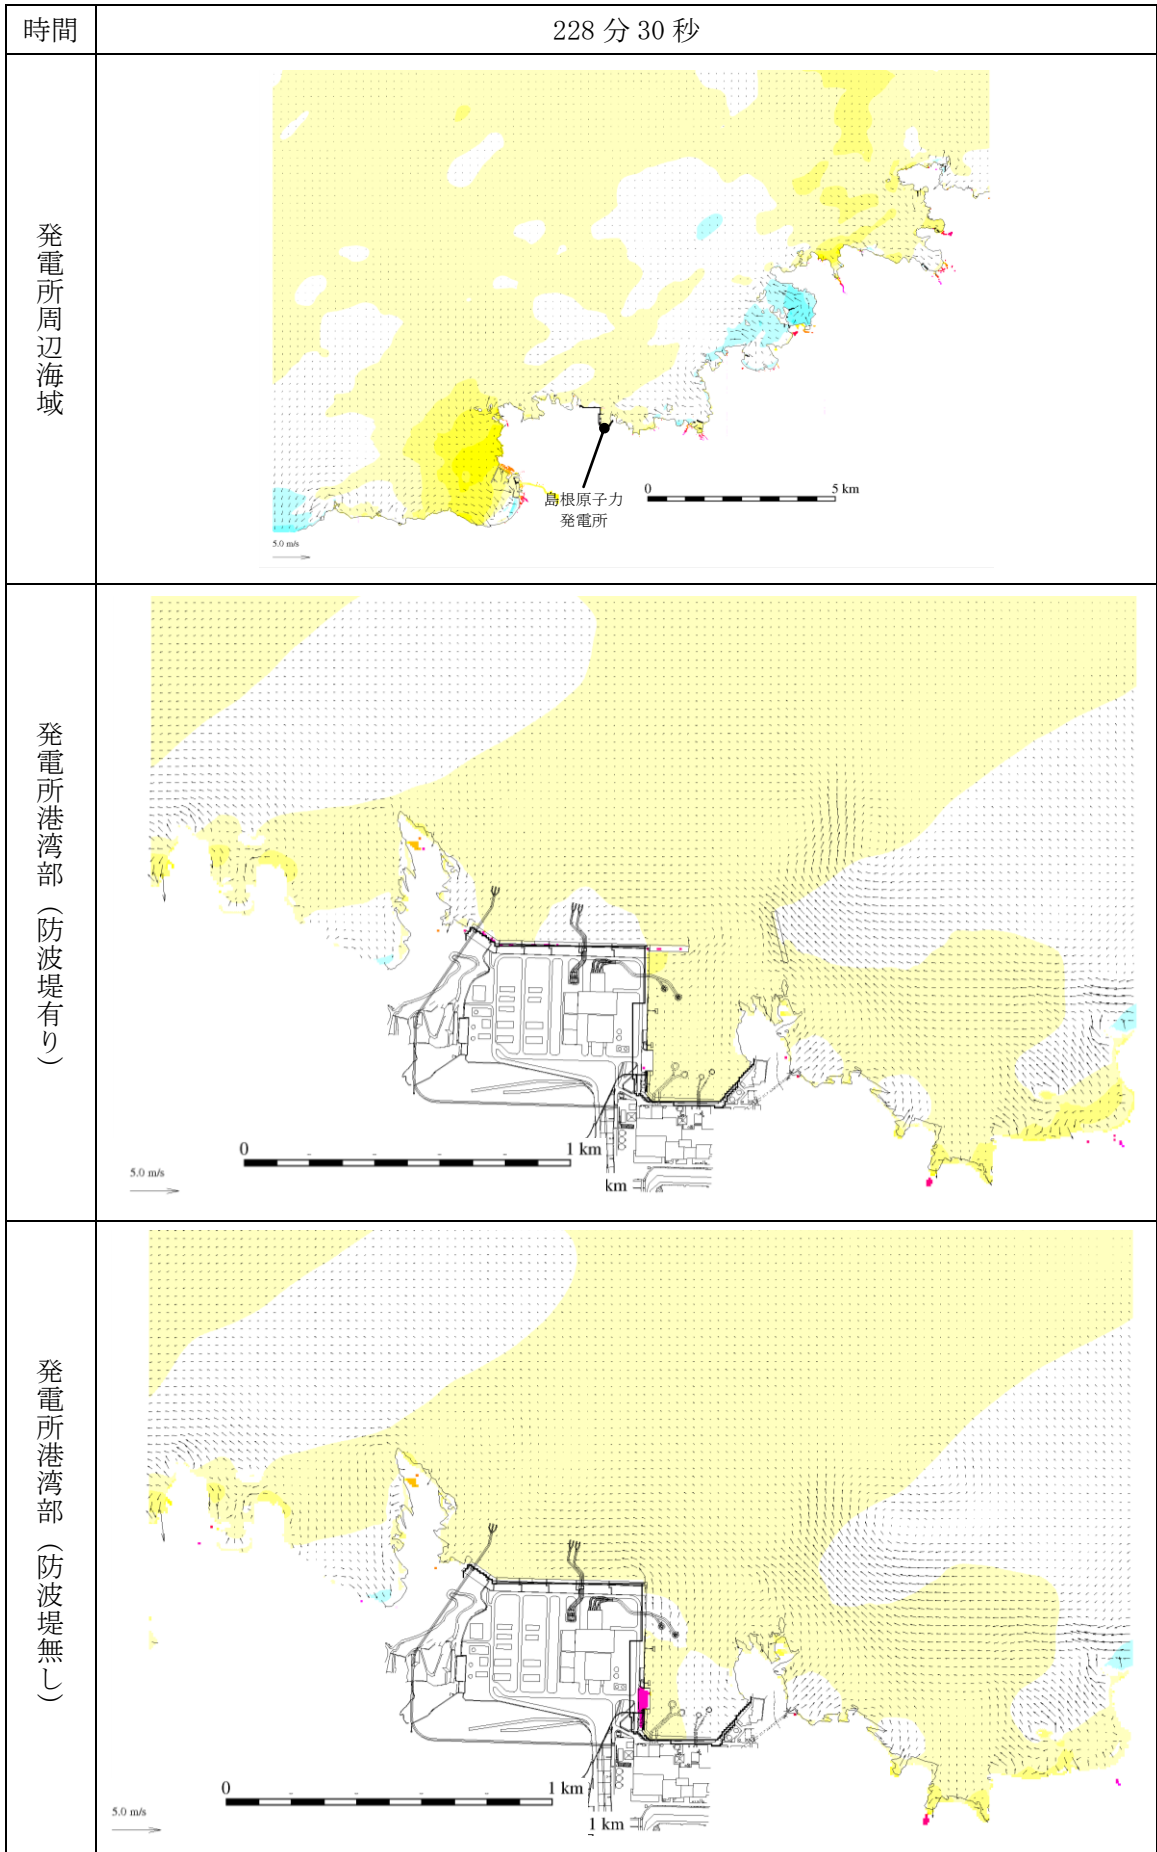 時間
228 分 30 秒
発電所周辺海域
島根原子力
発電所
0
5 km
5.0 m/s
発電所港湾部（防波堤有り）
0
1 km
km
5.0 m/s
発電所港湾部（防波堤無し）
0
1 km
1 km
5.0 m/s